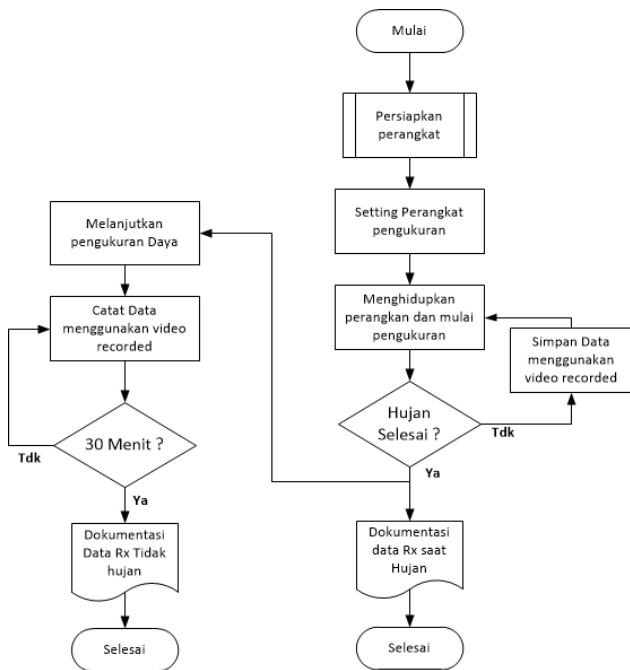 Mulai
Persiapkan
perangkat
Setting Perangkat
pengukuran
Menghidupkan
perangkan dan mulai
pengukuran
Simpan Data
menggunakan
video recorded
Hujan
Selesai ?
Tdk
Ya
Dokumentasi
data Rx saat
Hujan
Selesai
Melanjutkan
pengukuran Daya
Catat Data
menggunakan video
recorded
30 Menit ?
Tdk
Ya
Dokumentasi
Data Rx Tidak
hujan
Selesai